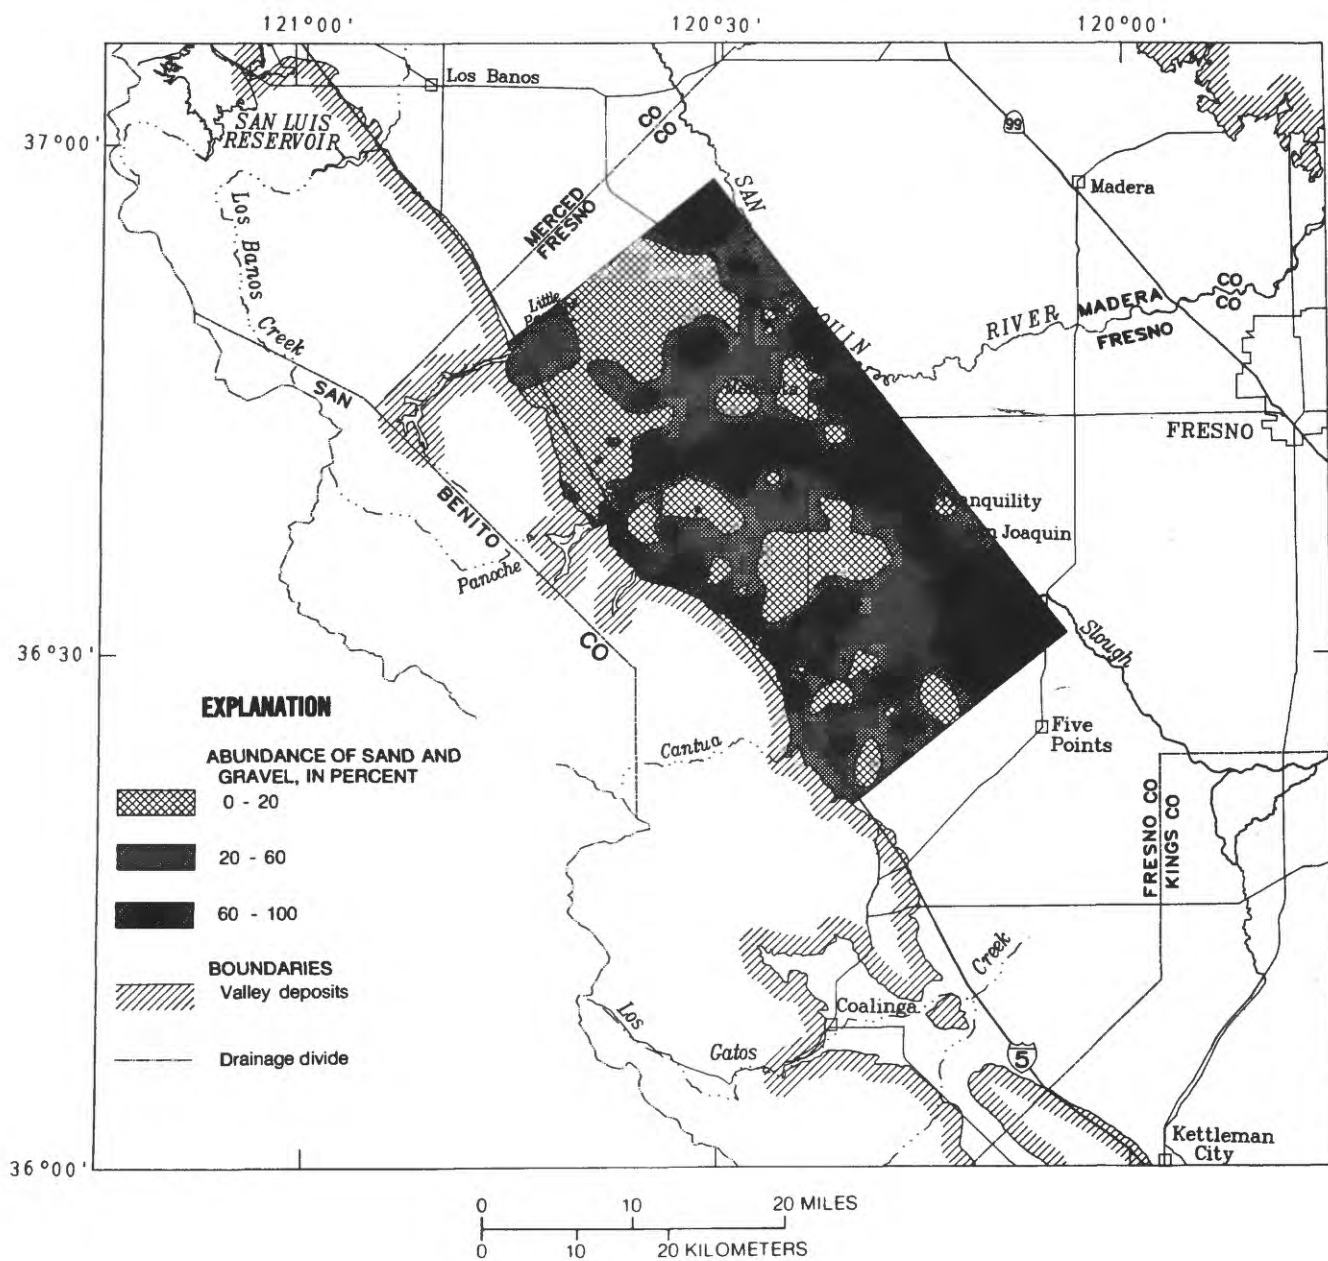 121°00'
120°30'
120°00'
Los Banos
37°00'
SAN LUIS
RESERVOIR
CO
CO
99
Madera
SAN
MERCED
FRESNO
Los Banos
Creek
Little
CO
CO
RIVER
MADERA
FRESNO
SAN
FRESNO
BENITO
Panoche
CO
36°30'
Slough
EXPLANATION
ABUNDANCE OF SAND AND
GRAVEL, IN PERCENT
0 - 20
20 - 60
60 - 100
BOUNDARIES
Valley deposits
Drainage divide
Cantua
Five
Points
FRESNO CO
KINGS CO
Creek
Coalinga
Los
Gatos
5
Kettleman
City
36°00'
0 10 20 MILES
0 10 20 KILOMETERS